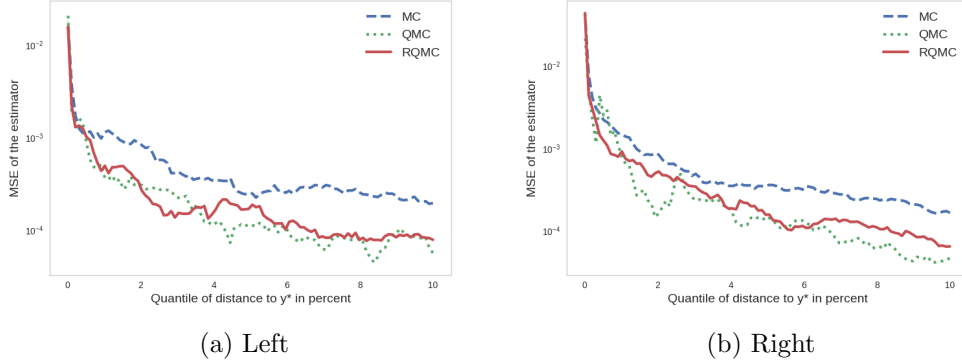 MC
QMC
RQMC
10⁻²
10⁻³
10⁻⁴
MSE of the estimator
0 2 4 6 8 10
Quantile of distance to y* in percent
(a) Left
MC
QMC
RQMC
10⁻²
10⁻³
10⁻⁴
MSE of the estimator
0 2 4 6 8 10
Quantile of distance to y* in percent
(b) Right